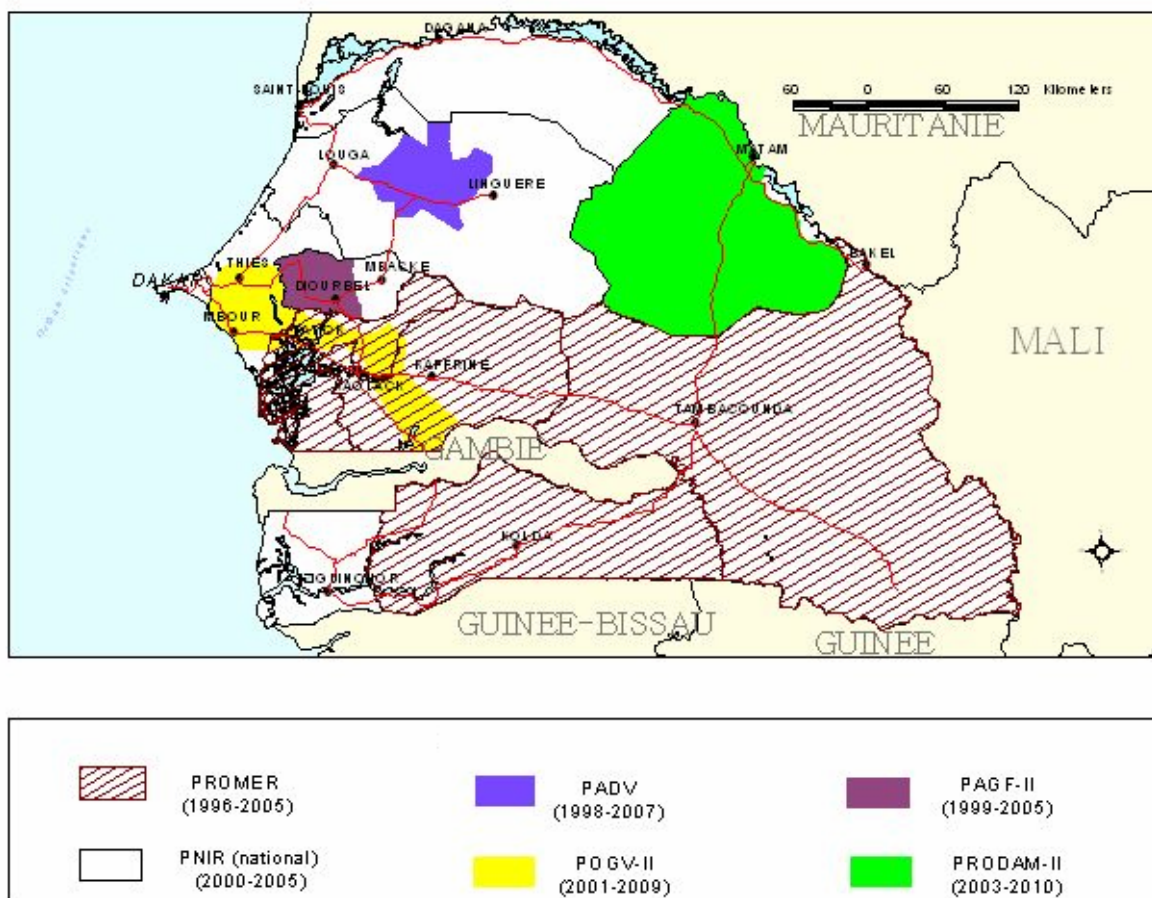 DAGANA
SAINT-LOUIS
60 0 60 120 Kilometers
MAURITANIE
LOUGA
MATAM
LINGUERE
BAKEL
THIES
MBACKE
DAKAR
DIOURBEL
MBOUR
MALI
KAFERINE
KAOLACK
TAMBACOUNDA
GAMBIE
KOLDA
GUINEE-BISSAU
GUINEE
PROMER
(1996-2005)
PADV
(1998-2007)
PAGF-II
(1999-2005)
PNIR (national)
(2000-2005)
POGV-II
(2001-2009)
PRODAM-II
(2003-2010)